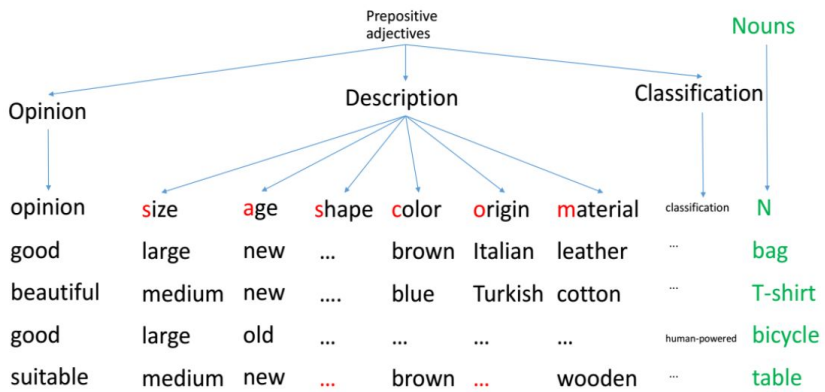 Prepositive
adjectives
Nouns
Opinion
Description
Classification
opinion size age shape color origin material classification N
good large new ... brown Italian leather ... bag
beautiful medium new .... blue Turkish cotton ... T-shirt
good large old ... ... ... ... human-powered bicycle
suitable medium new ... brown ... wooden ... table